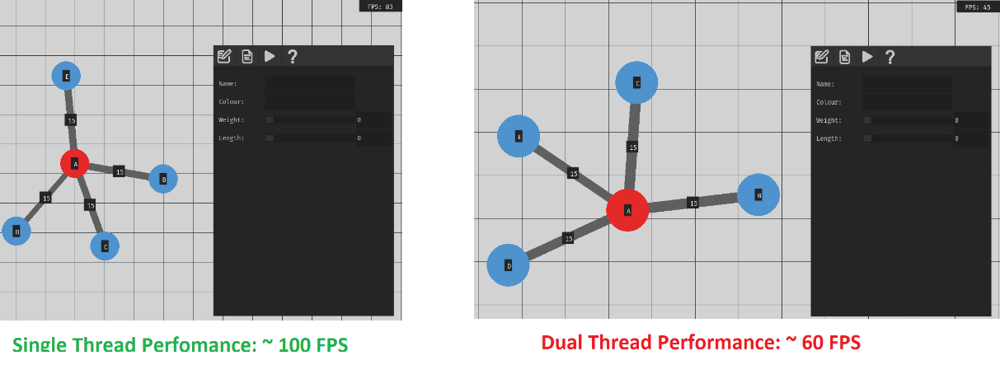 FPS: 83
E
15
A
15
B
15
15
D
C
Name:
Colour:
Weight: 0
Length: 0
Single Thread Perfomance: ~ 100 FPS
FPS: 45
C
E
15
15
A
15
B
15
D
Name:
Colour:
Weight: 0
Length: 0
Dual Thread Performance: ~ 60 FPS